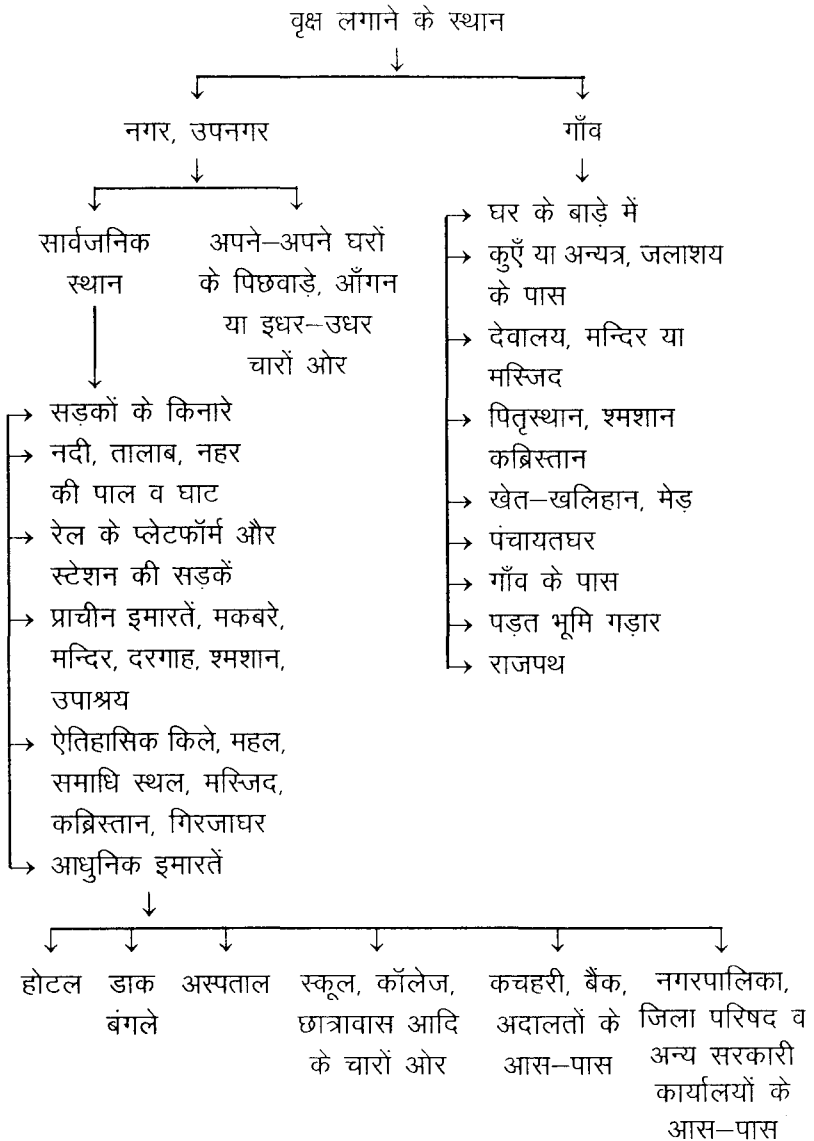 वृक्ष लगाने के स्थान
नगर, उपनगर
गाँव
सार्वजनिक
स्थान
अपने–अपने घरों
के पिछवाड़े, आँगन
या इधर–उधर
चारों ओर
सड़कों के किनारे
नदी, तालाब, नहर
की पाल व घाट
रेल के प्लेटफॉर्म और
स्टेशन की सड़कें
प्राचीन इमारतें, मकबरे,
मन्दिर, दरगाह, श्मशान,
उपाश्रय
ऐतिहासिक किले, महल,
समाधि स्थल, मस्जिद,
कब्रिस्तान, गिरजाघर
आधुनिक इमारतें
घर के बाड़े में
कुएँ या अन्यत्र, जलाशय
के पास
देवालय, मन्दिर या
मस्जिद
पितृस्थान, श्मशान
कब्रिस्तान
खेत–खलिहान, मेड़
पंचायतघर
गाँव के पास
पड़त भूमि गड़ार
राजपथ
होटल
डाक
बंगले
अस्पताल
स्कूल, कॉलेज,
छात्रावास आदि
के चारों ओर
कचहरी, बैंक,
अदालतों के
आस–पास
नगरपालिका,
जिला परिषद व
अन्य सरकारी
कार्यालयों के
आस–पास